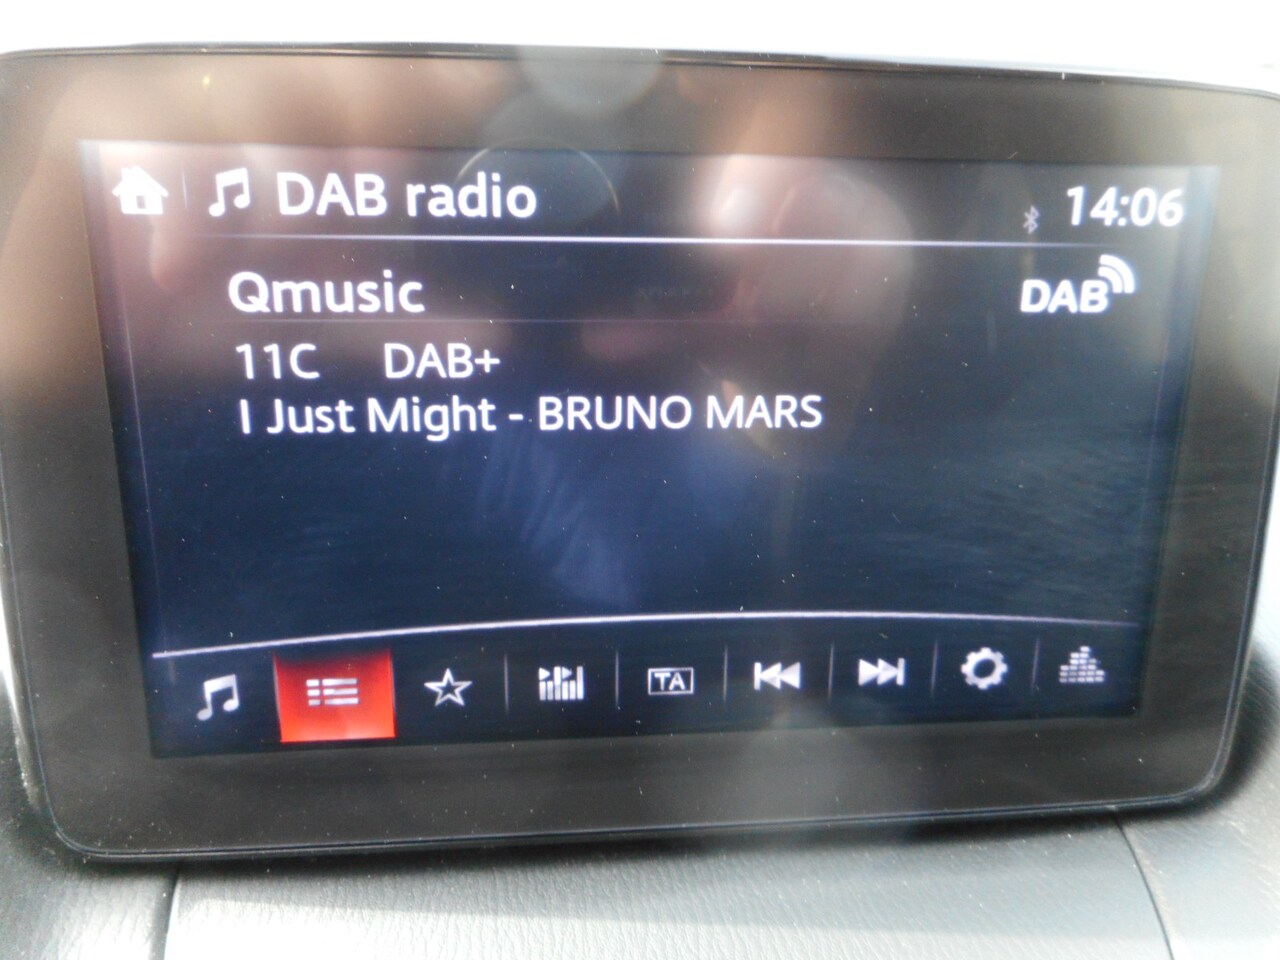 DAB radio 14:06
Qmusic DAB
11C DAB+
I Just Might - BRUNO MARS
TA